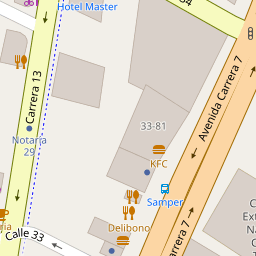 Hotel Master
Carrera 13
Avenida Carrera 7
33-81
Notaría
29
KFC
Samper
Delibono
Calle 33
Carrera 7